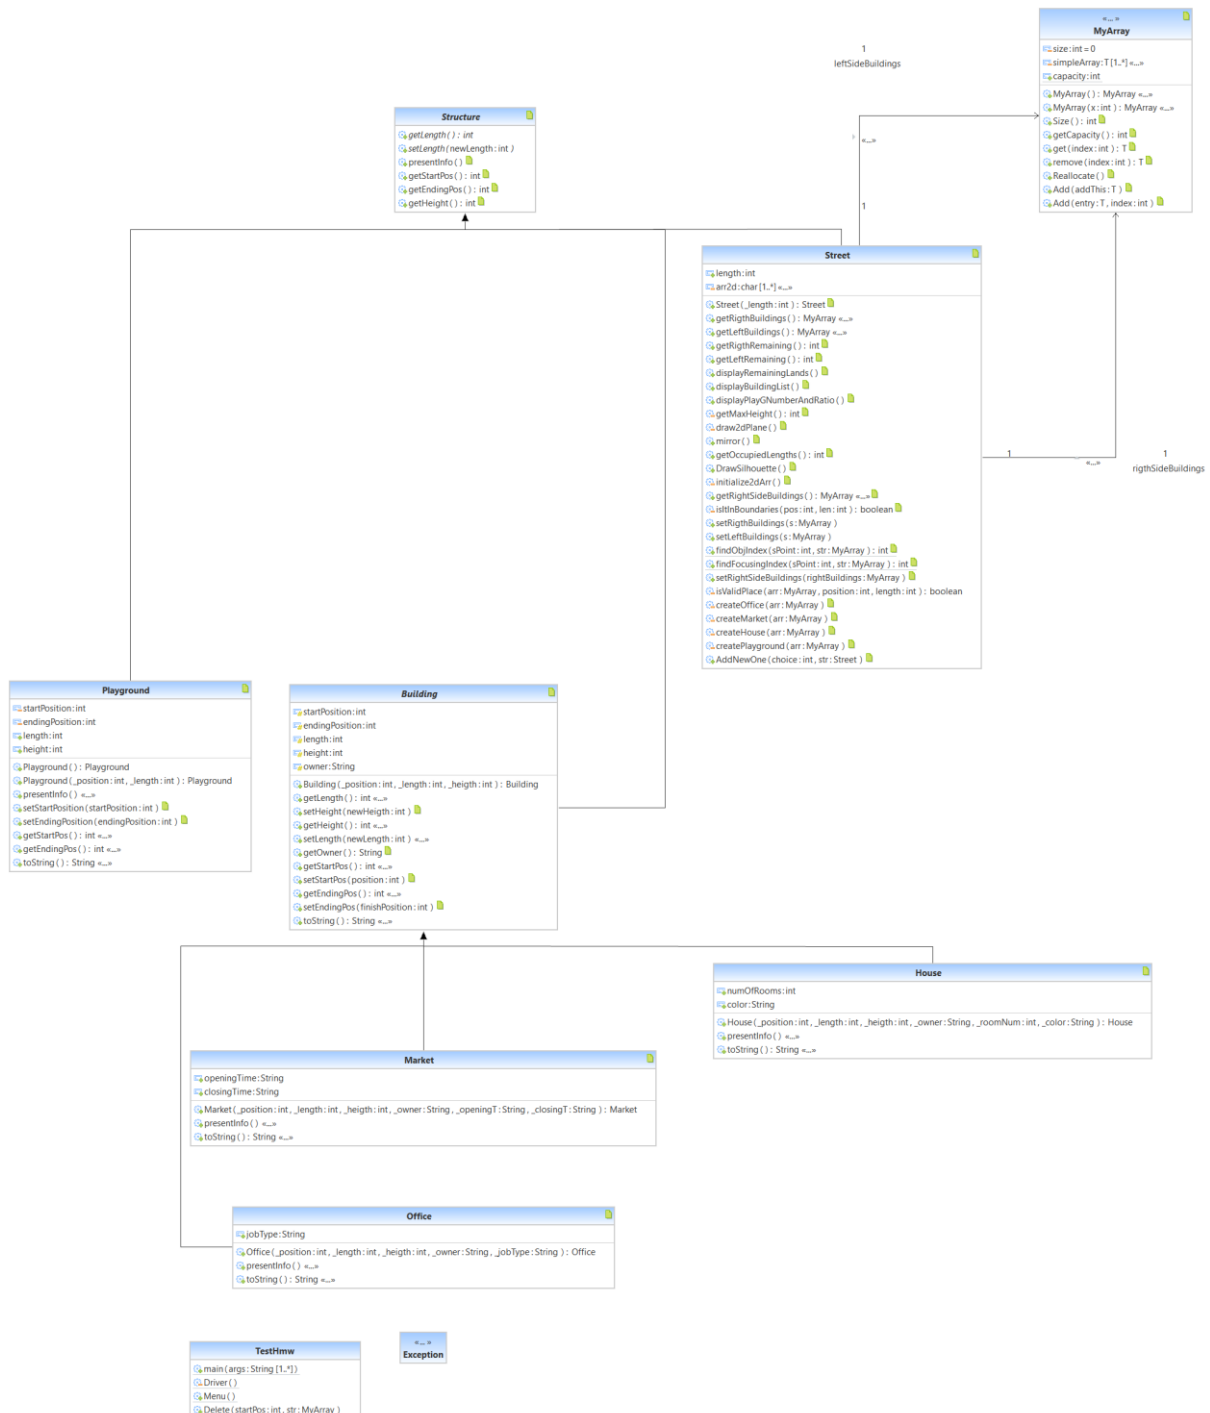 «... »
MyArray
size:int = 0
simpleArray:T[1..*] «...»
capacity:int
MyArray( ) : MyArray «...»
MyArray(x:int) : MyArray «...»
Size( ) : int
getCapacity( ) : int
get(index:int) : T
remove(index:int) : T
Reallocate( )
Add(addThis:T )
Add(entry:T, index:int)
1
leftSideBuildings
«...»
1
Structure
getLength( ) : int
setLength(newLength:int)
presentInfo( )
getStartPos( ) : int
getEndingPos( ) : int
getHeight( ) : int
Street
length:int
arr2d:char[1..*] «...»
Street(_length:int) : Street
getRigthBuildings( ) : MyArray «...»
getLeftBuildings( ) : MyArray «...»
getRigthRemaining( ) : int
getLeftRemaining( ) : int
displayRemainingLands( )
displayBuildingList( )
displayPlayGNumberAndRatio( )
getMaxHeight( ) : int
draw2dPlane( )
mirror( )
getOccupiedLengths( ) : int
DrawSilhouette( )
initialize2dArr( )
getRightSideBuildings( ) : MyArray «...»
isItInBoundaries(pos:int, len:int) : boolean
setRigthBuildings(s:MyArray)
setLeftBuildings(s:MyArray)
findObjIndex(sPoint:int, str:MyArray) : int
findFocusingIndex(sPoint:int, str:MyArray) : int
setRightSideBuildings(rightBuildings:MyArray)
isValidPlace(arr:MyArray, position:int, length:int) : boolean
createOffice(arr:MyArray)
createMarket(arr:MyArray)
createHouse(arr:MyArray)
createPlayground(arr:MyArray)
AddNewOne(choice:int, str:Street)
1
«...»
1
rigthSideBuildings
Playground
startPosition:int
endingPosition:int
length:int
height:int
Playground( ) : Playground
Playground(_position:int, _length:int) : Playground
presentInfo( ) «...»
setStartPosition(startPosition:int)
setEndingPosition(endingPosition:int)
getStartPos( ) : int «...»
getEndingPos( ) : int «...»
toString( ) : String «...»
Building
startPosition:int
endingPosition:int
length:int
height:int
owner:String
Building(_position:int, _length:int, _heigth:int) : Building
getLength( ) : int «...»
setHeight(newHeigth:int)
getHeight( ) : int «...»
setLength(newLength:int) «...»
getOwner( ) : String
getStartPos( ) : int «...»
setStartPos(position:int)
getEndingPos( ) : int «...»
setEndingPos(finishPosition:int)
toString( ) : String «...»
House
numOfRooms:int
color:String
House(_position:int, _length:int, _heigth:int, _owner:String, _roomNum:int, _color:String) : House
presentInfo( ) «...»
toString( ) : String «...»
Market
openingTime:String
closingTime:String
Market(_position:int, _length:int, _heigth:int, _owner:String, _openingT:String, _closingT:String) : Market
presentInfo( ) «...»
toString( ) : String «...»
Office
jobType:String
Office(_position:int, _length:int, _heigth:int, _owner:String, _jobType:String) : Office
presentInfo( ) «...»
toString( ) : String «...»
TestHmw
main(args:String[1..*])
Driver( )
Menu( )
Delete(startPos:int, str:MyArray)
«... »
Exception